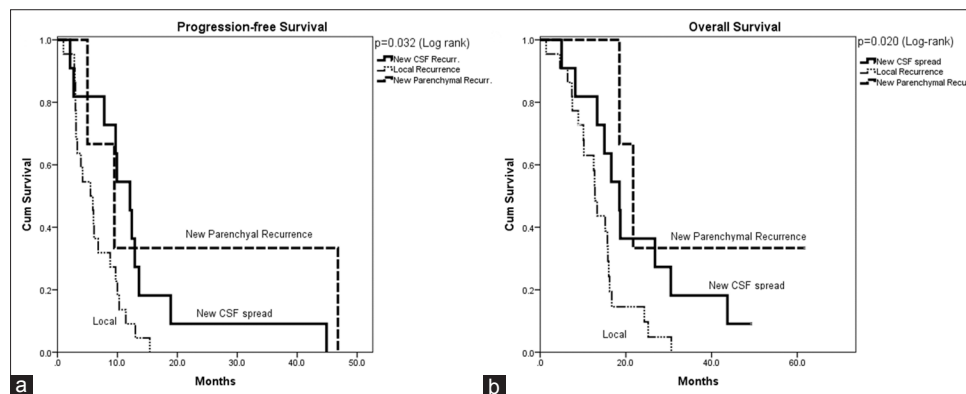 Progression-free Survival
p=0.032 (Log rank)
New CSF Recurr.
Local Recurrence
New Parenchymal Recurr.
Cum Survival
1.0
0.8
0.6
0.4
0.2
0.0
New Parenchyal Recurrence
New CSF spread
Local
.0 10.0 20.0 30.0 40.0 50.0
Months
a
Overall Survival
p=0.020 (Log-rank)
New CSF spread
Local Recurrence
New Parenchymal Recu
Cum Survival
1.0
0.8
0.6
0.4
0.2
0.0
New Parenchymal Recurrence
New CSF spread
Local
.0 20.0 40.0 60.0
Months
b